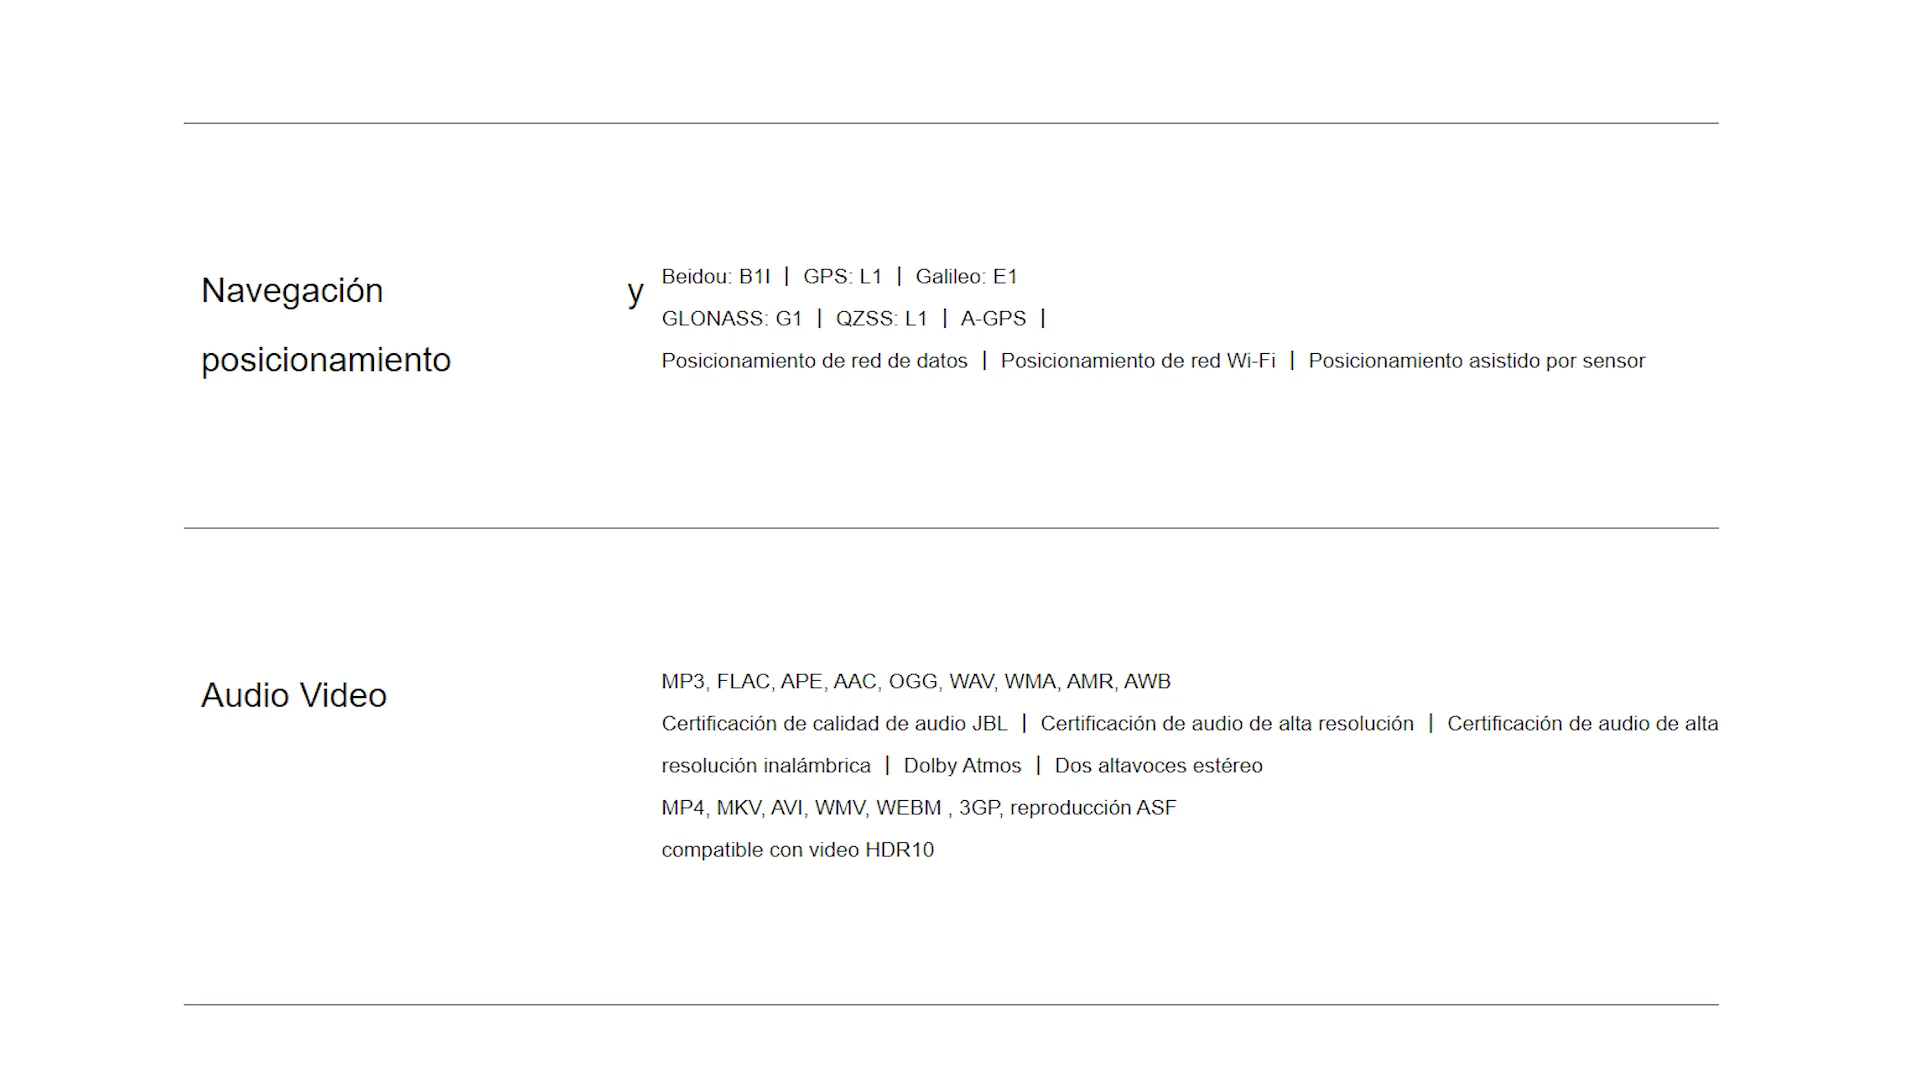 Navegación y
posicionamiento
Beidou: B1I | GPS: L1 | Galileo: E1
GLONASS: G1 | QZSS: L1 | A-GPS |
Posicionamiento de red de datos | Posicionamiento de red Wi-Fi | Posicionamiento asistido por sensor
Audio Video
MP3, FLAC, APE, AAC, OGG, WAV, WMA, AMR, AWB
Certificación de calidad de audio JBL | Certificación de audio de alta resolución | Certificación de audio de alta
resolución inalámbrica | Dolby Atmos | Dos altavoces estéreo
MP4, MKV, AVI, WMV, WEBM , 3GP, reproducción ASF
compatible con video HDR10